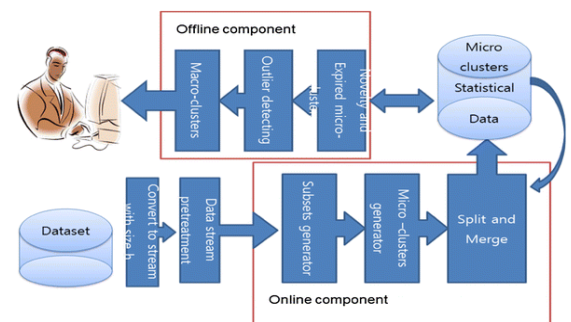 Offline component
Macro-clusters
Outlier detecting
Expired micro-
Novelty and
Micro
clusters
Statistical
Data
Dataset
Convert to stream
with size h
Data stream
pretreatment
Subsets generator
Micro –clusters
generator
Split and
Merge
Online component